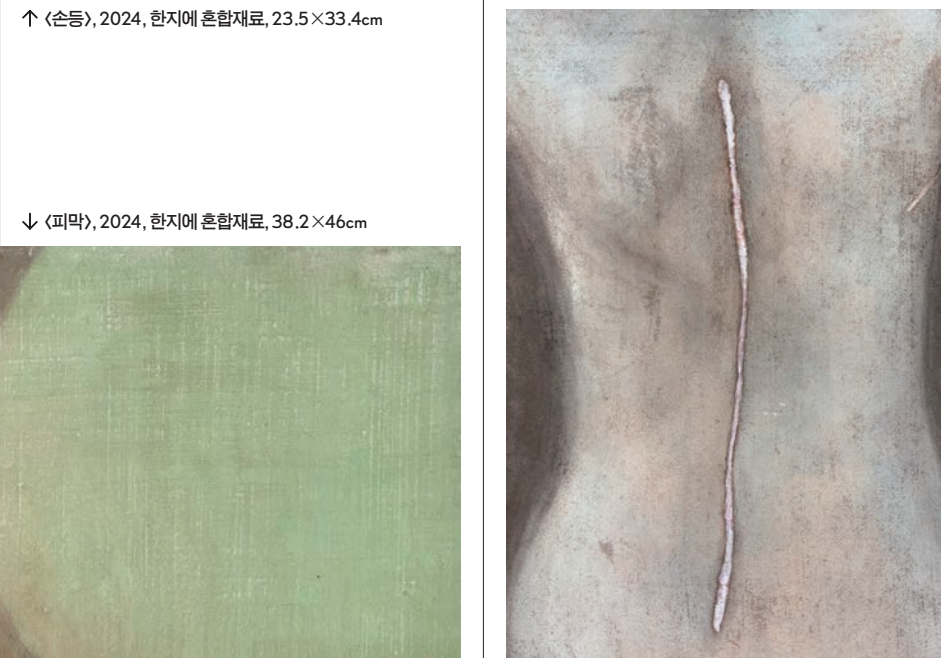 ↑ 〈손등〉, 2024, 한지에 혼합재료, 23.5×33.4cm
↓ 〈피막〉, 2024, 한지에 혼합재료, 38.2×46cm